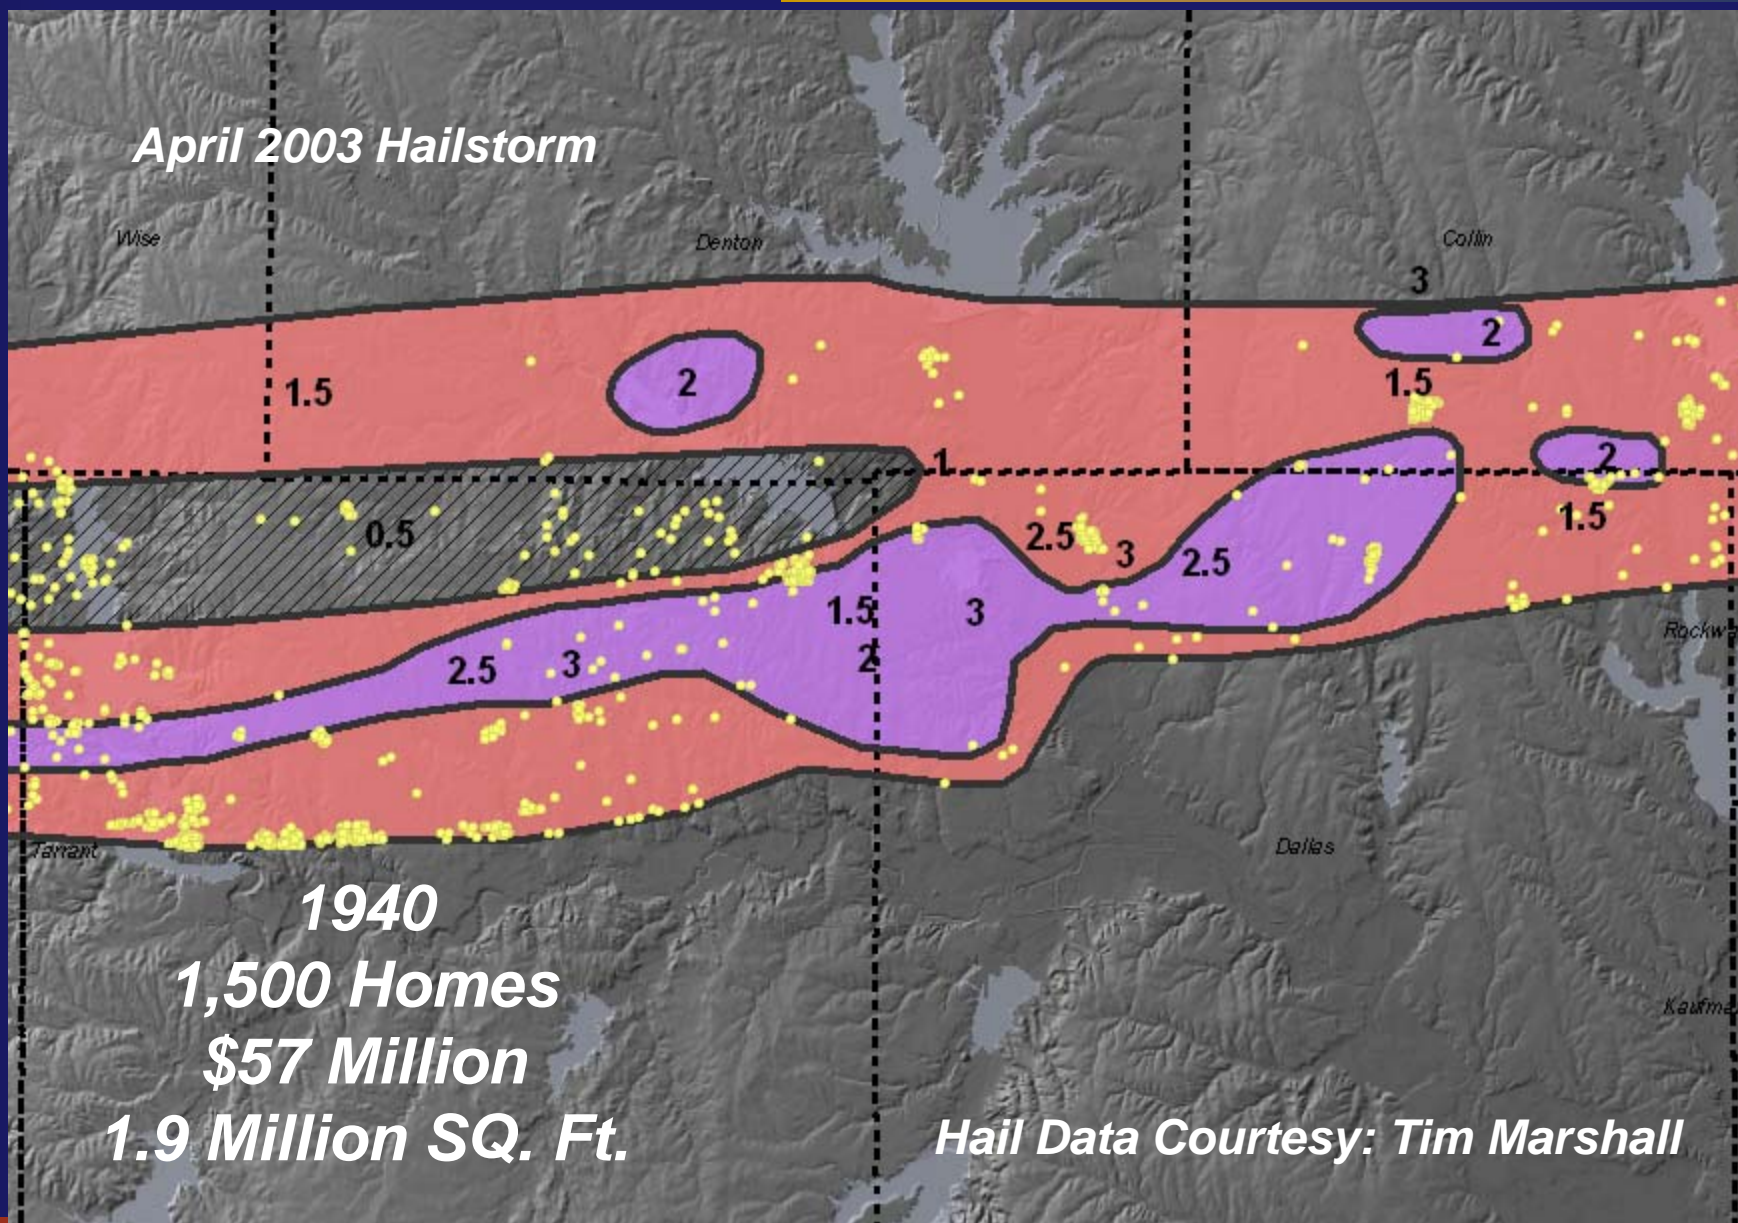 April 2003 Hailstorm
Wise
Denton
Collin
3
2
1.5
2
1.5
1
2
0.5
2.5
3
2.5
1.5
1.5
3
2
2.5
3
Rockwa
Tarrant
Dallas
1940
1,500 Homes
$57 Million
1.9 Million SQ. Ft.
Kaufma
Hail Data Courtesy: Tim Marshall